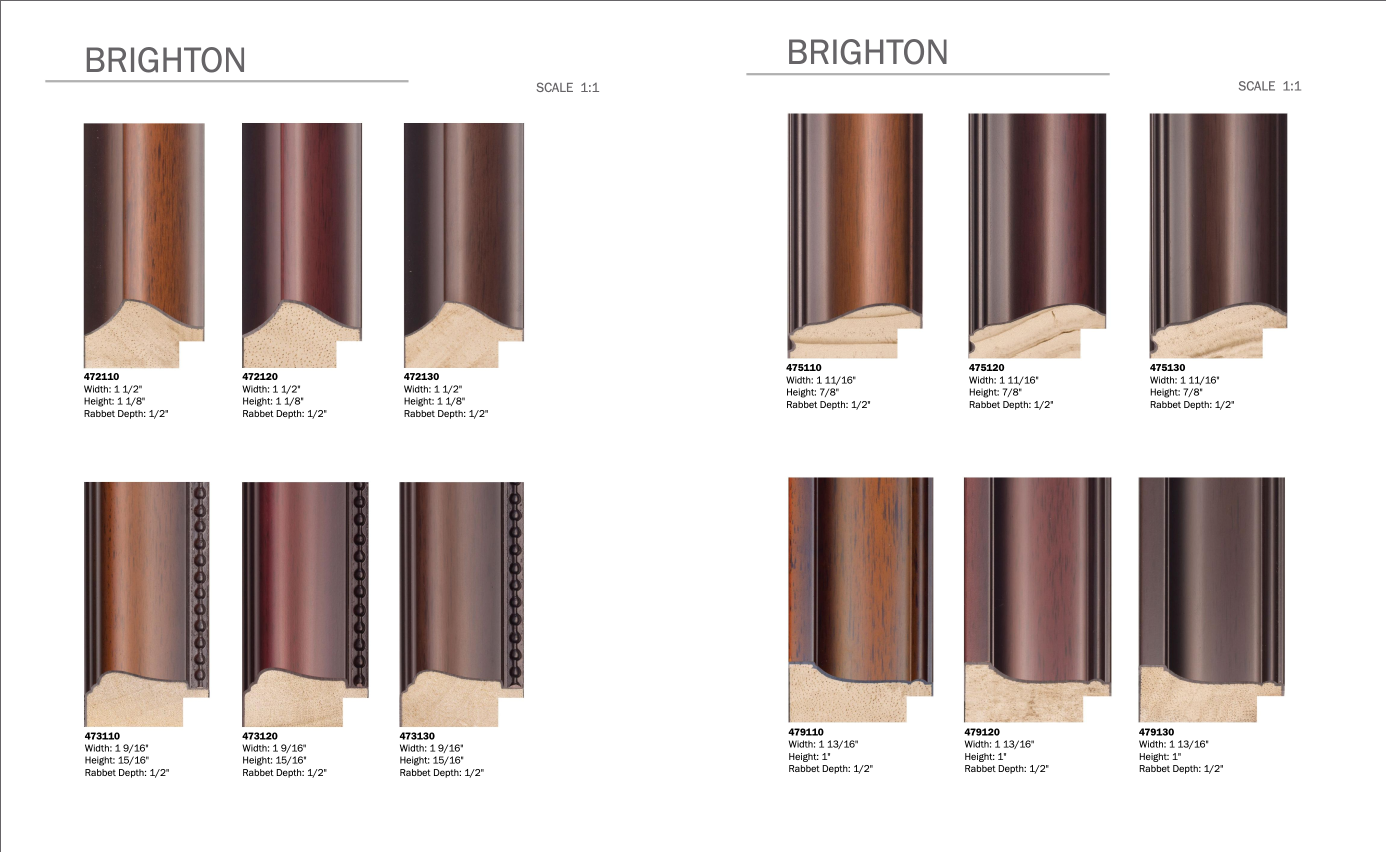 BRIGHTON
SCALE 1:1
472110
Width: 1 1/2"
Height: 1 1/8"
Rabbet Depth: 1/2"
472120
Width: 1 1/2"
Height: 1 1/8"
Rabbet Depth: 1/2"
472130
Width: 1 1/2"
Height: 1 1/8"
Rabbet Depth: 1/2"
473110
Width: 1 9/16"
Height: 15/16"
Rabbet Depth: 1/2"
473120
Width: 1 9/16"
Height: 15/16"
Rabbet Depth: 1/2"
473130
Width: 1 9/16"
Height: 15/16"
Rabbet Depth: 1/2"
BRIGHTON
SCALE 1:1
475110
Width: 1 11/16"
Height: 7/8"
Rabbet Depth: 1/2"
475120
Width: 1 11/16"
Height: 7/8"
Rabbet Depth: 1/2"
475130
Width: 1 11/16"
Height: 7/8"
Rabbet Depth: 1/2"
479110
Width: 1 13/16"
Height: 1"
Rabbet Depth: 1/2"
479120
Width: 1 13/16"
Height: 1"
Rabbet Depth: 1/2"
479130
Width: 1 13/16"
Height: 1"
Rabbet Depth: 1/2"